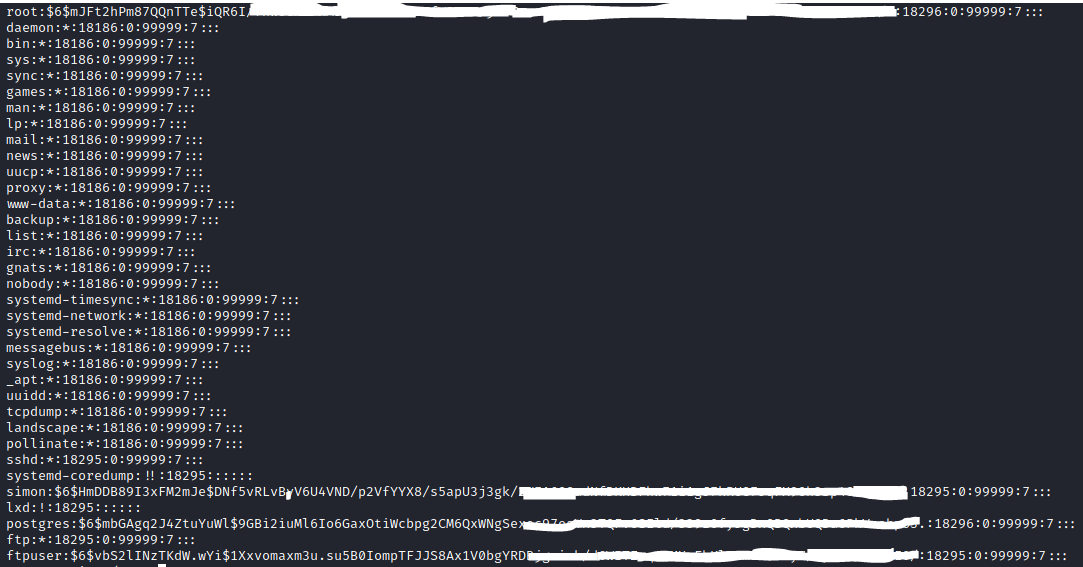 root:$6$mJFt2hPm87QQnTTe$iQR6I/ :18296:0:99999:7:::
daemon:*:18186:0:99999:7:::
bin:*:18186:0:99999:7:::
sys:*:18186:0:99999:7:::
sync:*:18186:0:99999:7:::
games:*:18186:0:99999:7:::
man:*:18186:0:99999:7:::
lp:*:18186:0:99999:7:::
mail:*:18186:0:99999:7:::
news:*:18186:0:99999:7:::
uucp:*:18186:0:99999:7:::
proxy:*:18186:0:99999:7:::
www-data:*:18186:0:99999:7:::
backup:*:18186:0:99999:7:::
list:*:18186:0:99999:7:::
irc:*:18186:0:99999:7:::
gnats:*:18186:0:99999:7:::
nobody:*:18186:0:99999:7:::
systemd-timesync:*:18186:0:99999:7:::
systemd-network:*:18186:0:99999:7:::
systemd-resolve:*:18186:0:99999:7:::
messagebus:*:18186:0:99999:7:::
syslog:*:18186:0:99999:7:::
_apt:*:18186:0:99999:7:::
uuidd:*:18186:0:99999:7:::
tcpdump:*:18186:0:99999:7:::
landscape:*:18186:0:99999:7:::
pollinate:*:18186:0:99999:7:::
sshd:*:18295:0:99999:7:::
systemd-coredump:!!:18295::::::
simon:$6$HmDDB89I3xFM2mJe$DNf5vRLvB V6U4VND/p2VfYYX8/s5apU3j3gk/ :18295:0:99999:7:::
lxd:!:18295::::::
postgres:$6$mbGAgq2J4ZtuYuWl$9GBi2iuMl6Io6GaxOtiWcbpg2CM6QxWNgSe .:18296:0:99999:7:::
ftp:*:18295:0:99999:7:::
ftpuser:$6$vbS2lINzTKdW.wYi$1Xxvomaxm3u.su5B0IompTFJJS8Ax1V0bgYRD :18295:0:99999:7:::